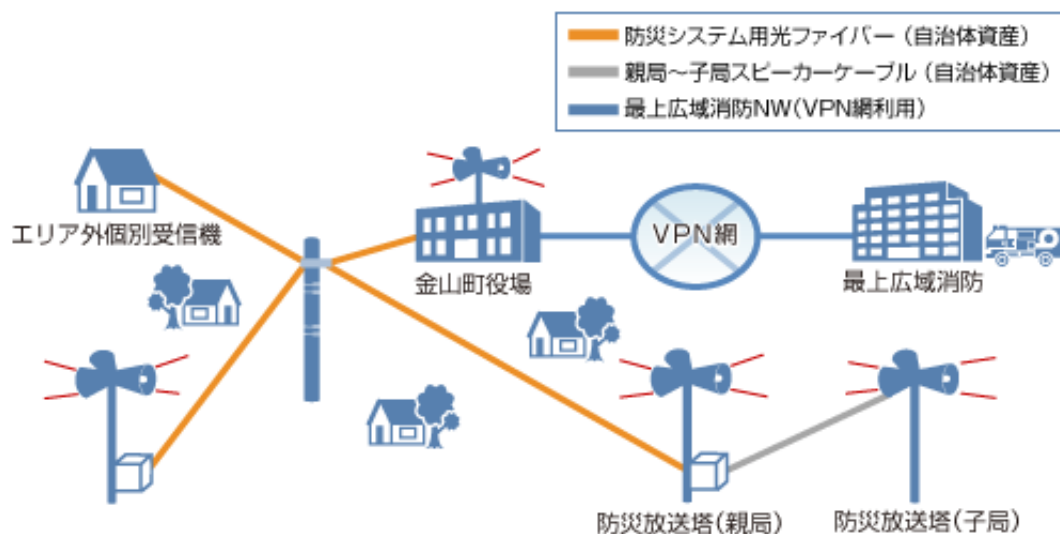 防災システム用光ファイバー(自治体資産)
親局〜子局スピーカーケーブル(自治体資産)
最上広域消防NW(VPN網利用)
エリア外個別受信機
金山町役場
VPN網
最上広域消防
防災放送塔(親局)
防災放送塔(子局)